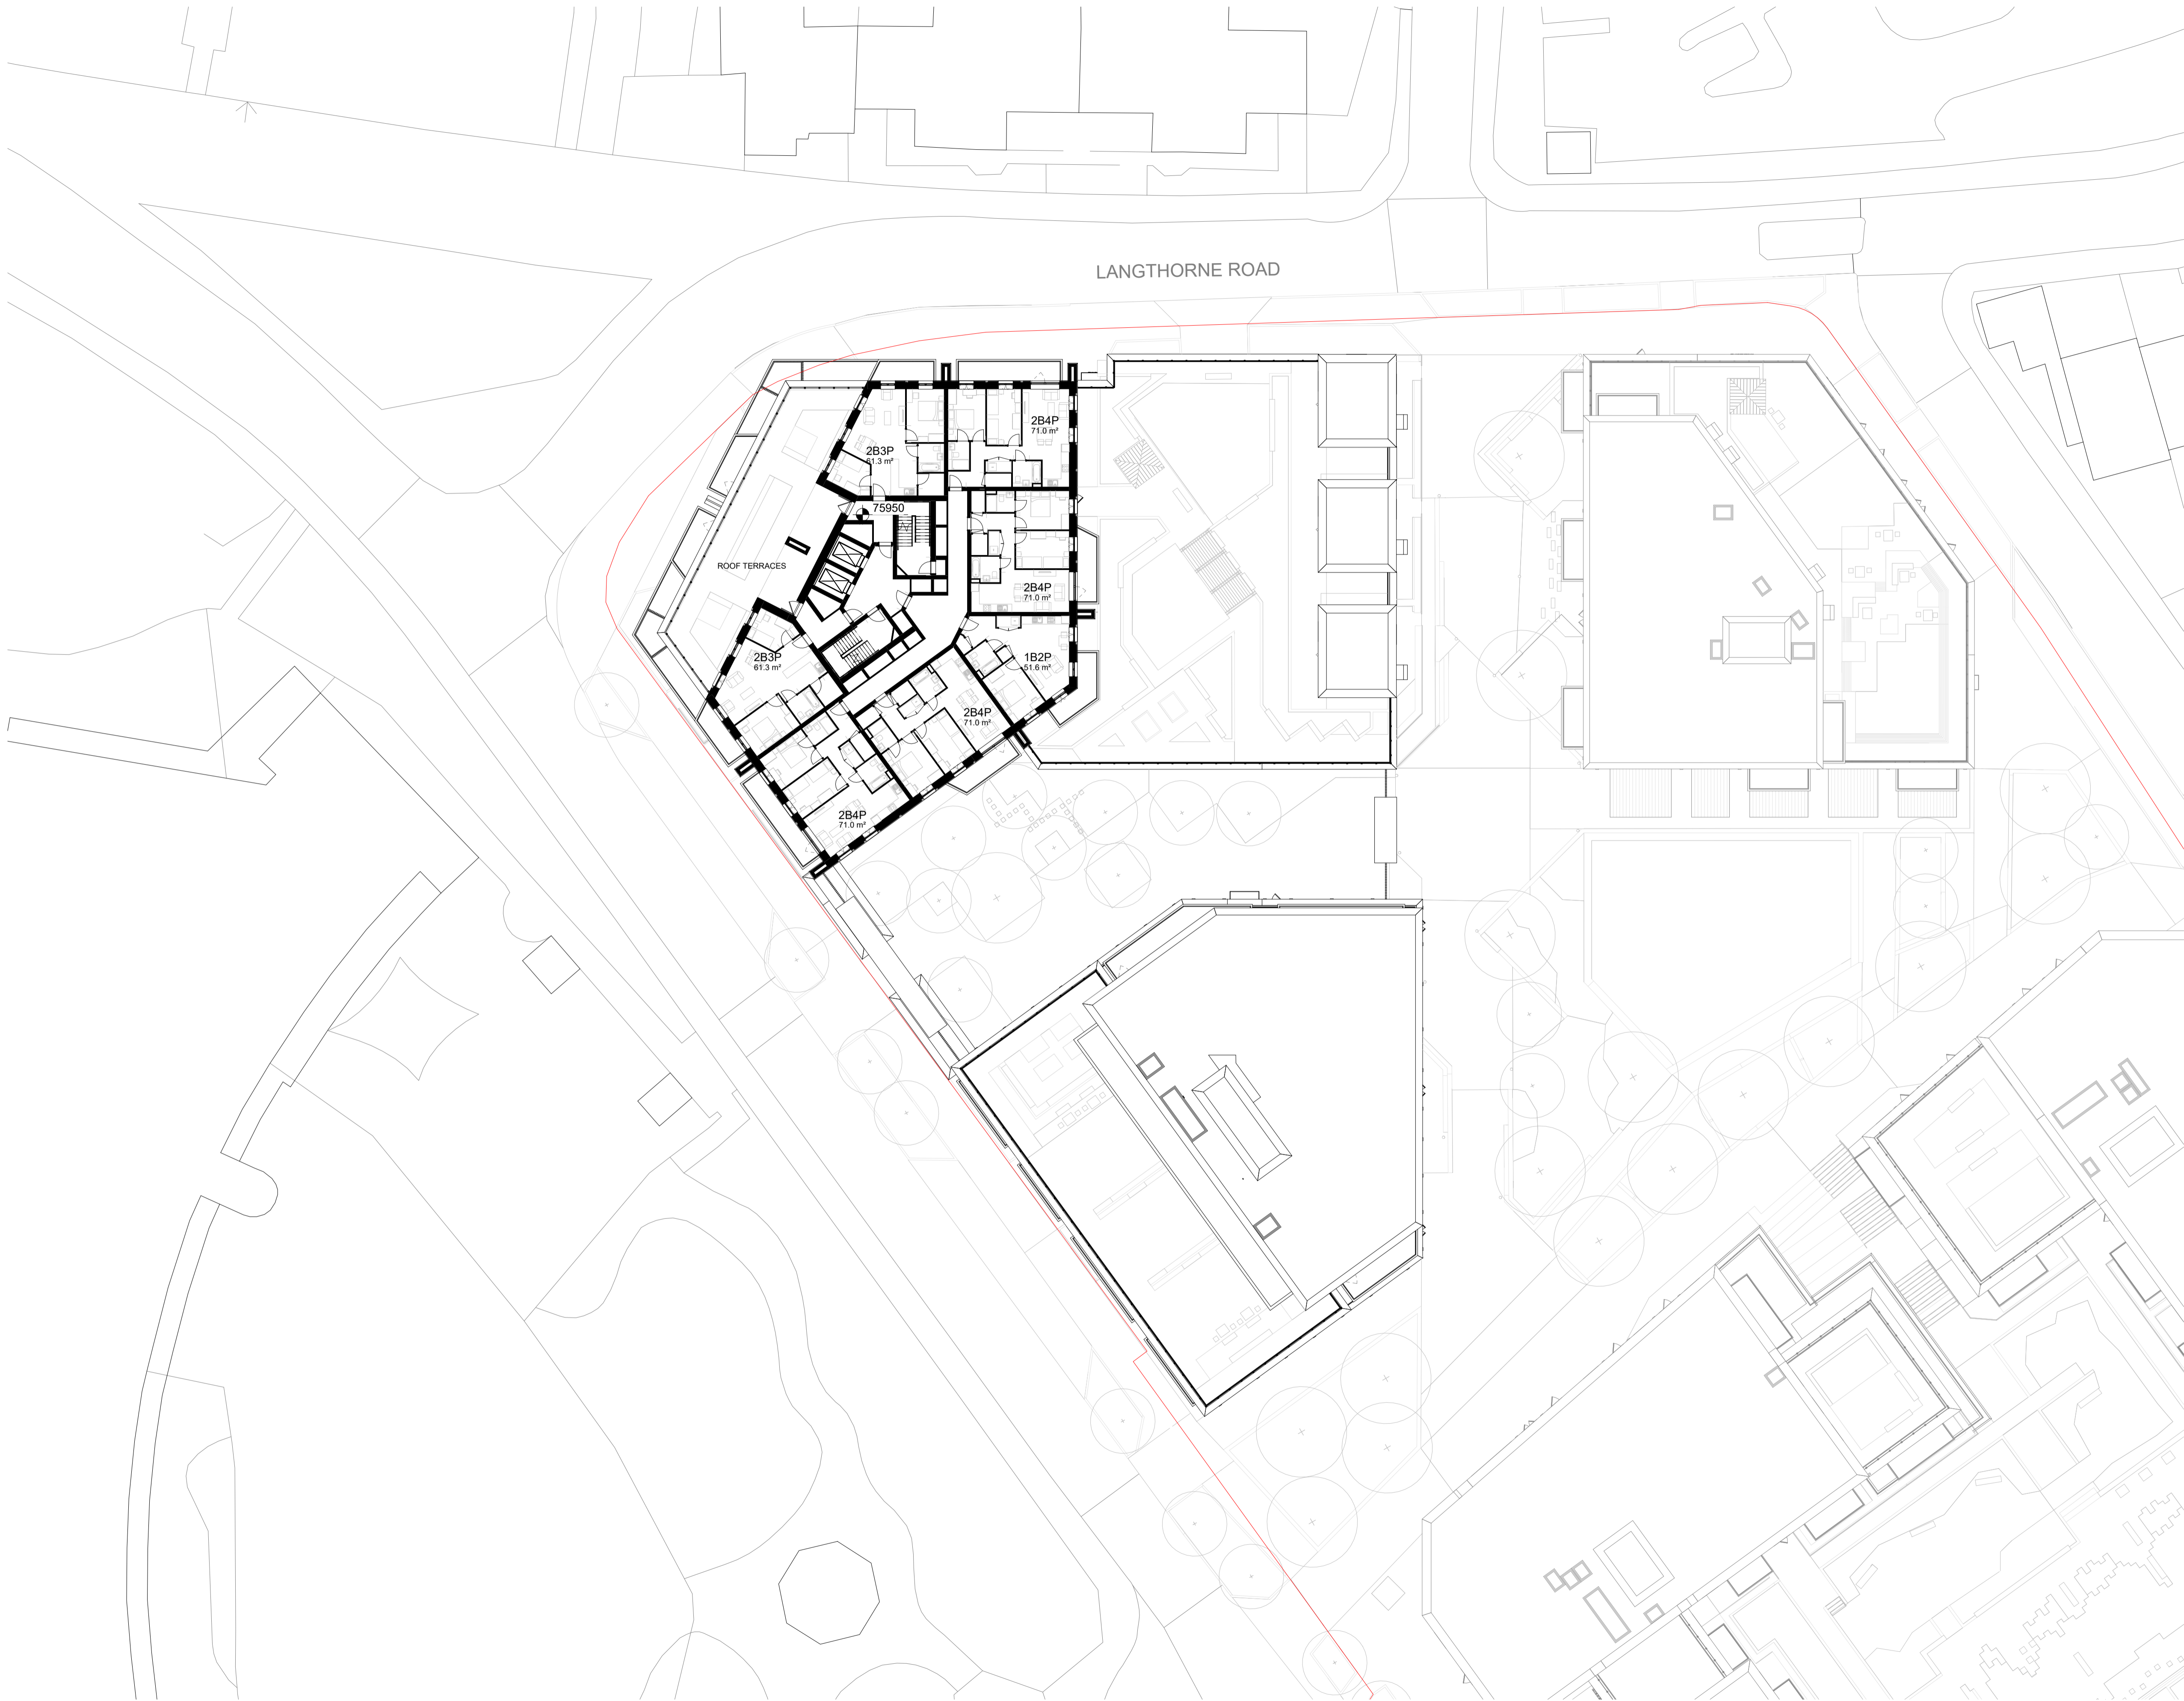 LANGTHORNE ROAD
2B4P
71.0 m²
2B3P
61.3 m²
75950
ROOF TERRACES
2B4P
71.0 m²
2B3P
61.3 m²
1B2P
51.6 m²
2B4P
71.0 m²
2B4P
71.0 m²